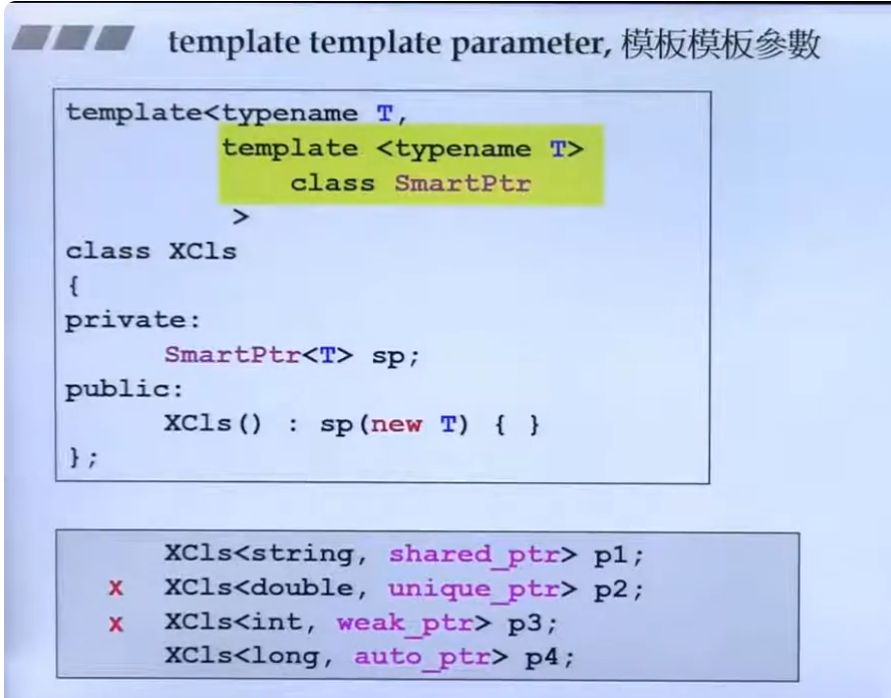 template template parameter, 模板模板參數
template<typename T,
template <typename T>
class SmartPtr
>
class XCls
{
private:
SmartPtr<T> sp;
public:
XCls() : sp(new T) { }
};
XCls<string, shared_ptr> p1;
x XCls<double, unique_ptr> p2;
x XCls<int, weak_ptr> p3;
XCls<long, auto_ptr> p4;